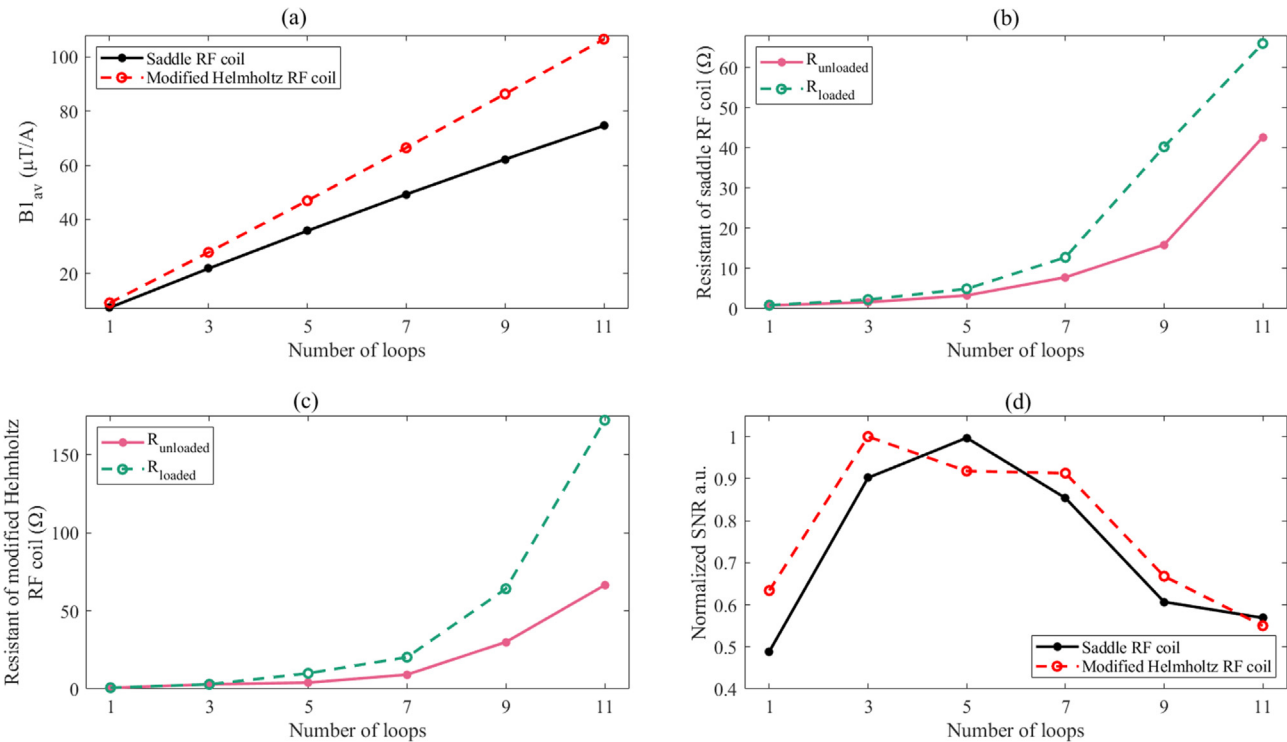 (a)
100
80
60
40
20
B1av (μT/A)
Saddle RF coil
Modified Helmholtz RF coil
1 3 5 7 9 11
Number of loops
(b)
60
50
40
30
20
10
0
Resistant of saddle RF coil (Ω)
Runloaded
Rloaded
1 3 5 7 9 11
Number of loops
(c)
150
100
50
0
Resistant of modified Helmholtz
RF coil (Ω)
Runloaded
Rloaded
1 3 5 7 9 11
Number of loops
(d)
1
0.9
0.8
0.7
0.6
0.5
0.4
Normalized SNR a.u.
Saddle RF coil
Modified Helmholtz RF coil
1 3 5 7 9 11
Number of loops